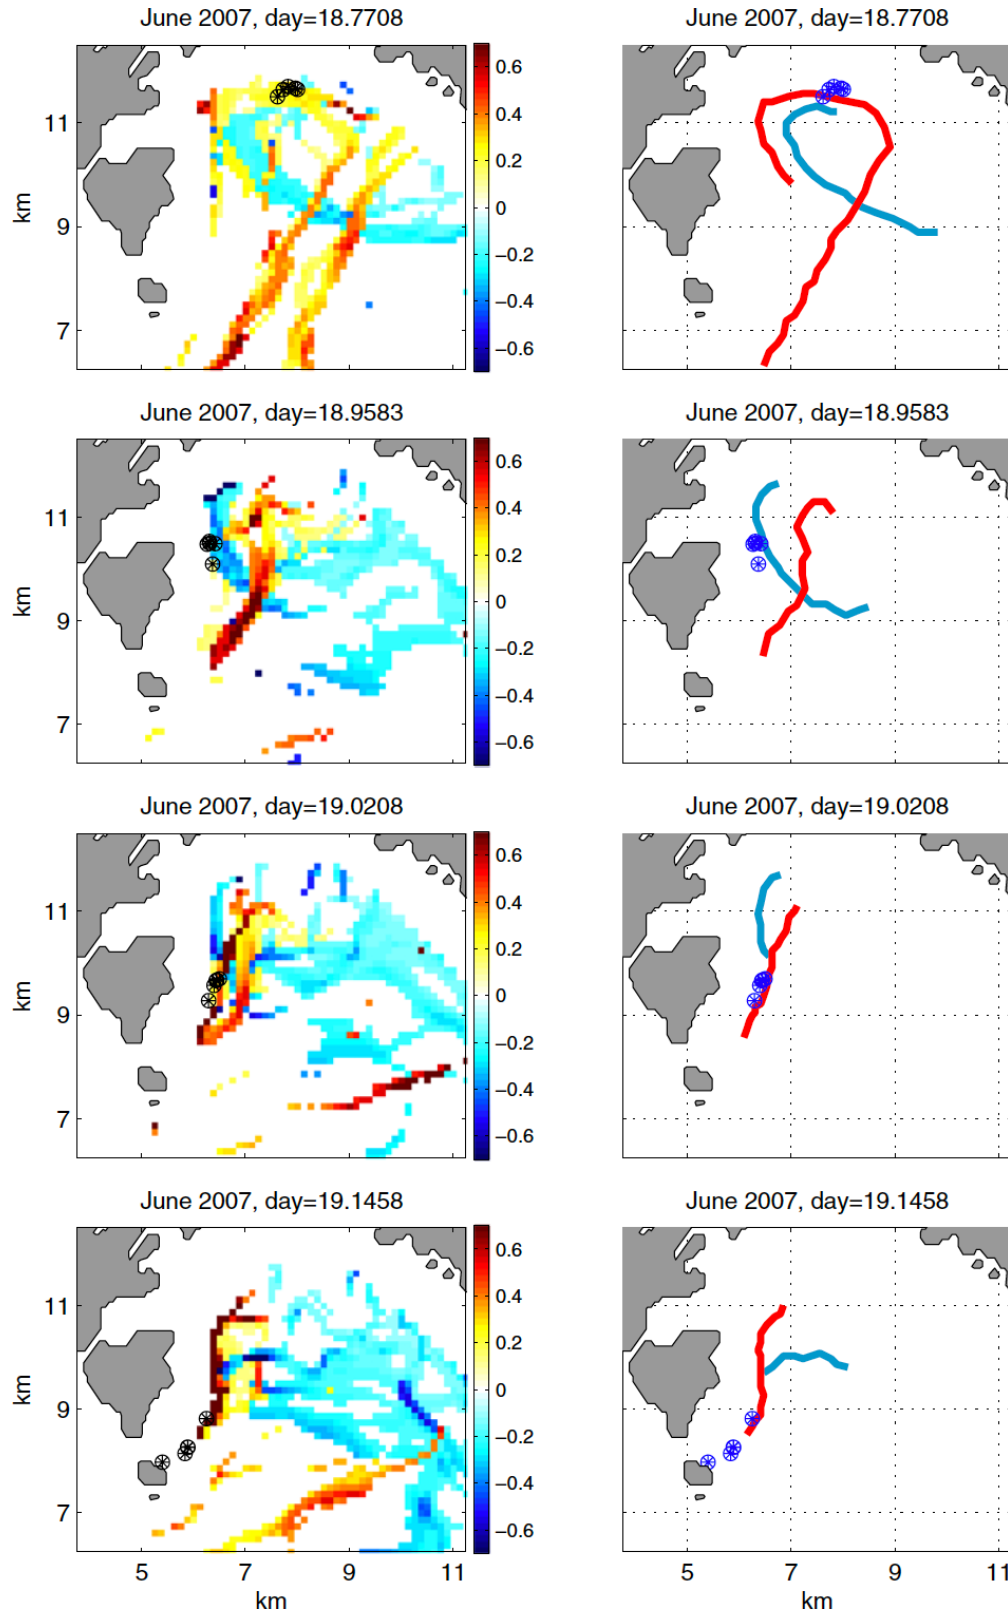 June 2007, day=18.7708
June 2007, day=18.7708
11
9
7
km
0.6
0.4
0.2
0
−0.2
−0.4
−0.6
June 2007, day=18.9583
June 2007, day=18.9583
11
9
7
km
0.6
0.4
0.2
0
−0.2
−0.4
−0.6
June 2007, day=19.0208
June 2007, day=19.0208
11
9
7
km
0.6
0.4
0.2
0
−0.2
−0.4
−0.6
June 2007, day=19.1458
June 2007, day=19.1458
11
9
7
km
0.6
0.4
0.2
0
−0.2
−0.4
−0.6
5 7 9 11
km
5 7 9 11
km